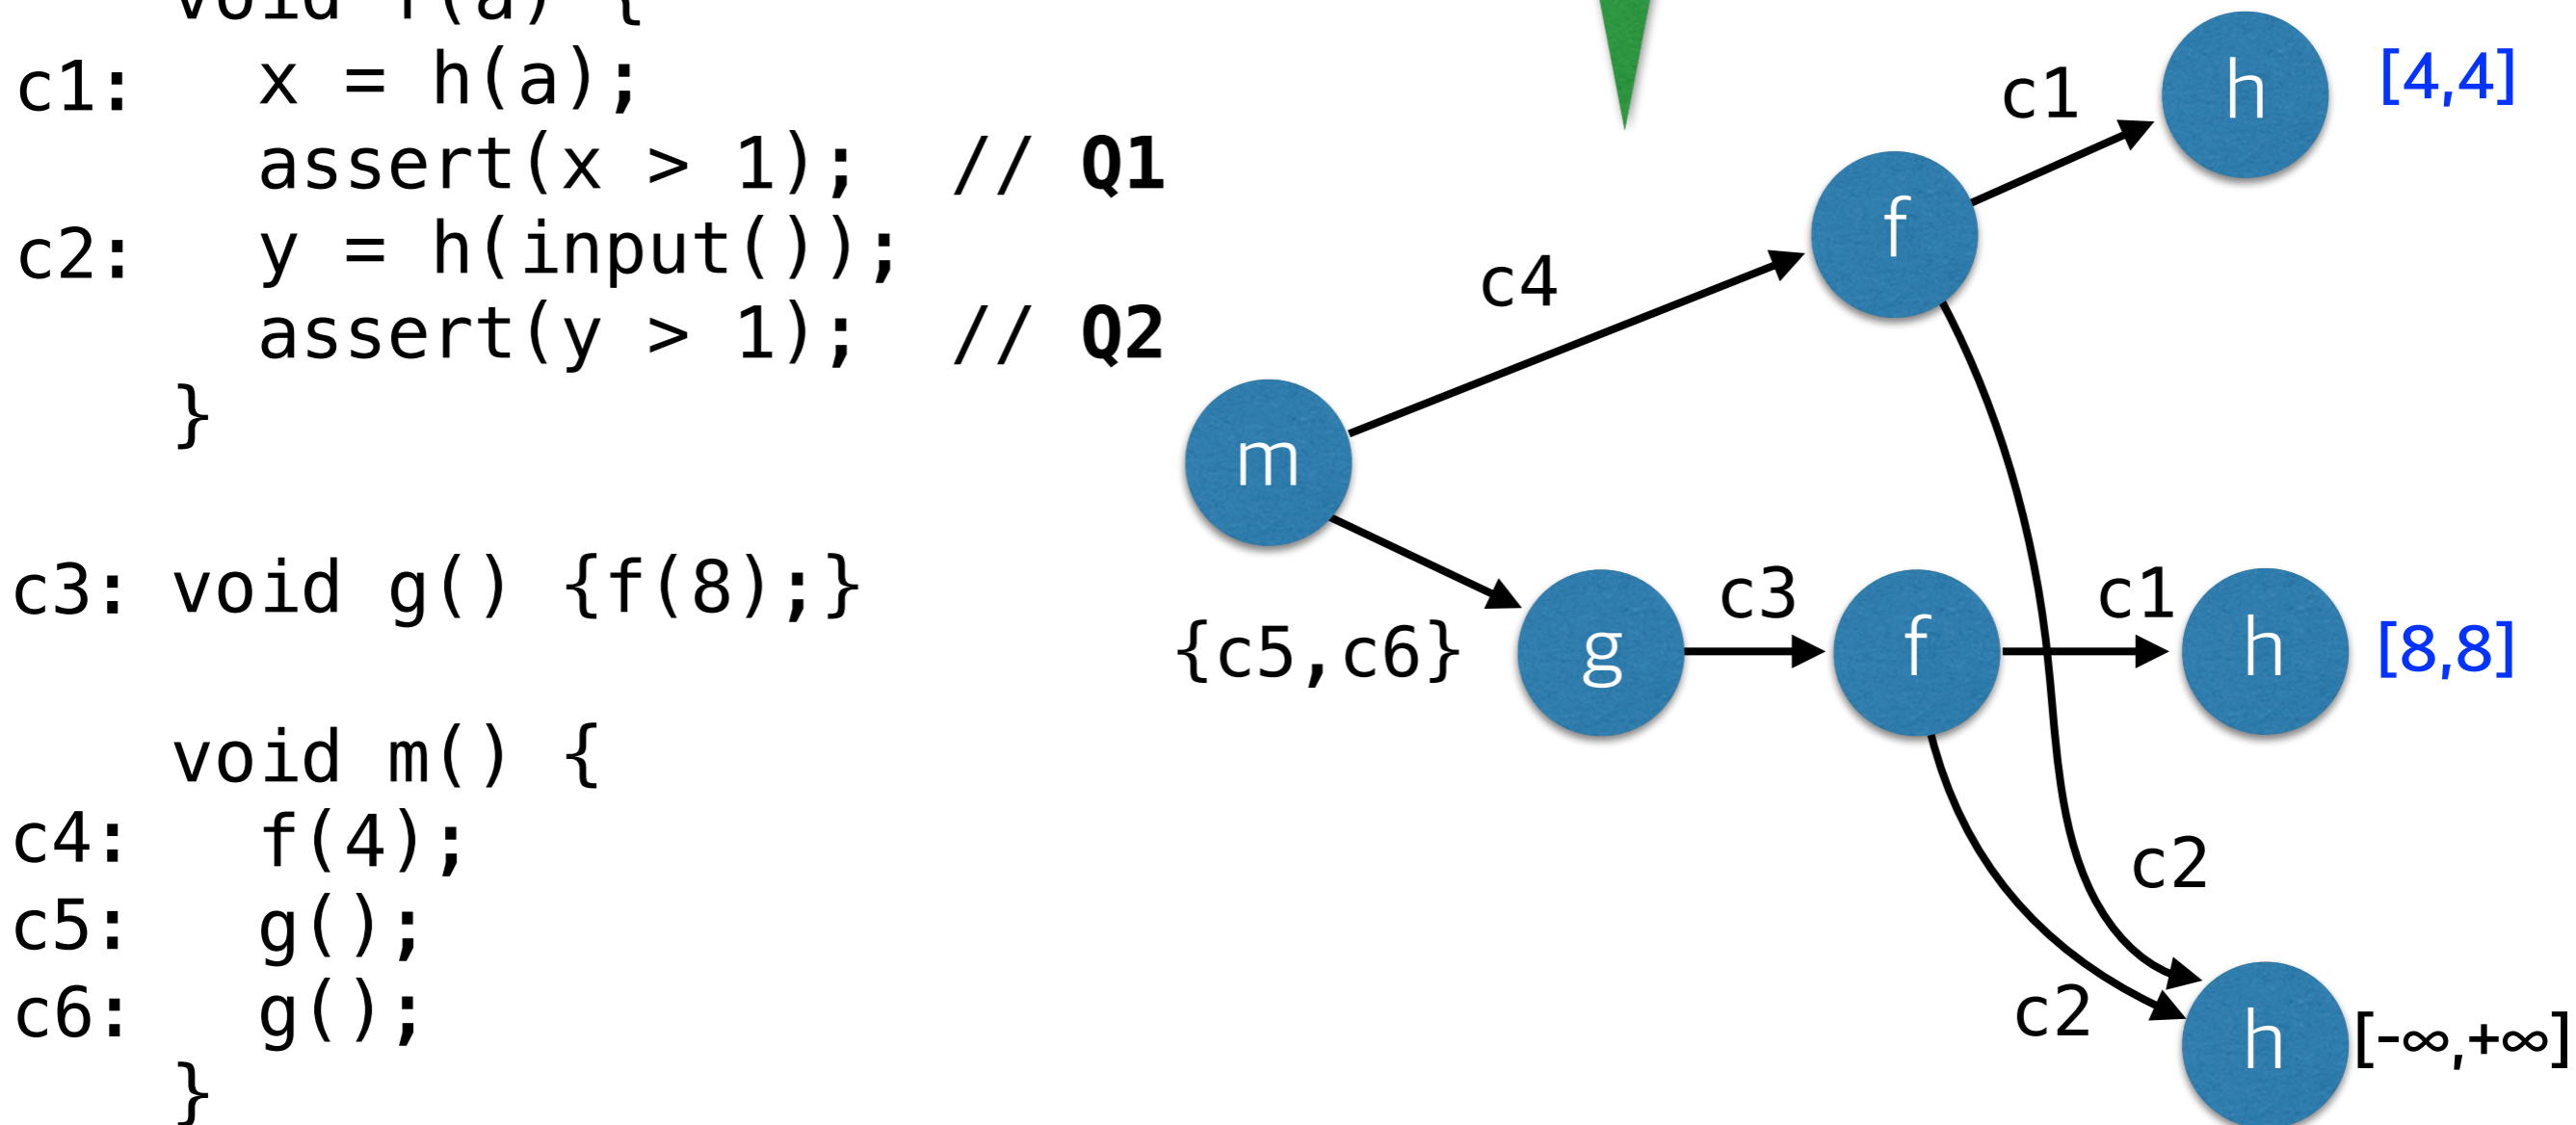 void f(a) {
c1: x = h(a);
assert(x > 1); // Q1
c2: y = h(input());
assert(y > 1); // Q2
}
c3: void g() {f(8);}
void m() {
c4: f(4);
c5: g();
c6: g();
}
c1
h
[4,4]
f
c4
m
{c5,c6}
g
c3
f
c1
h
[8,8]
c2
c2
h
[-∞,+∞]